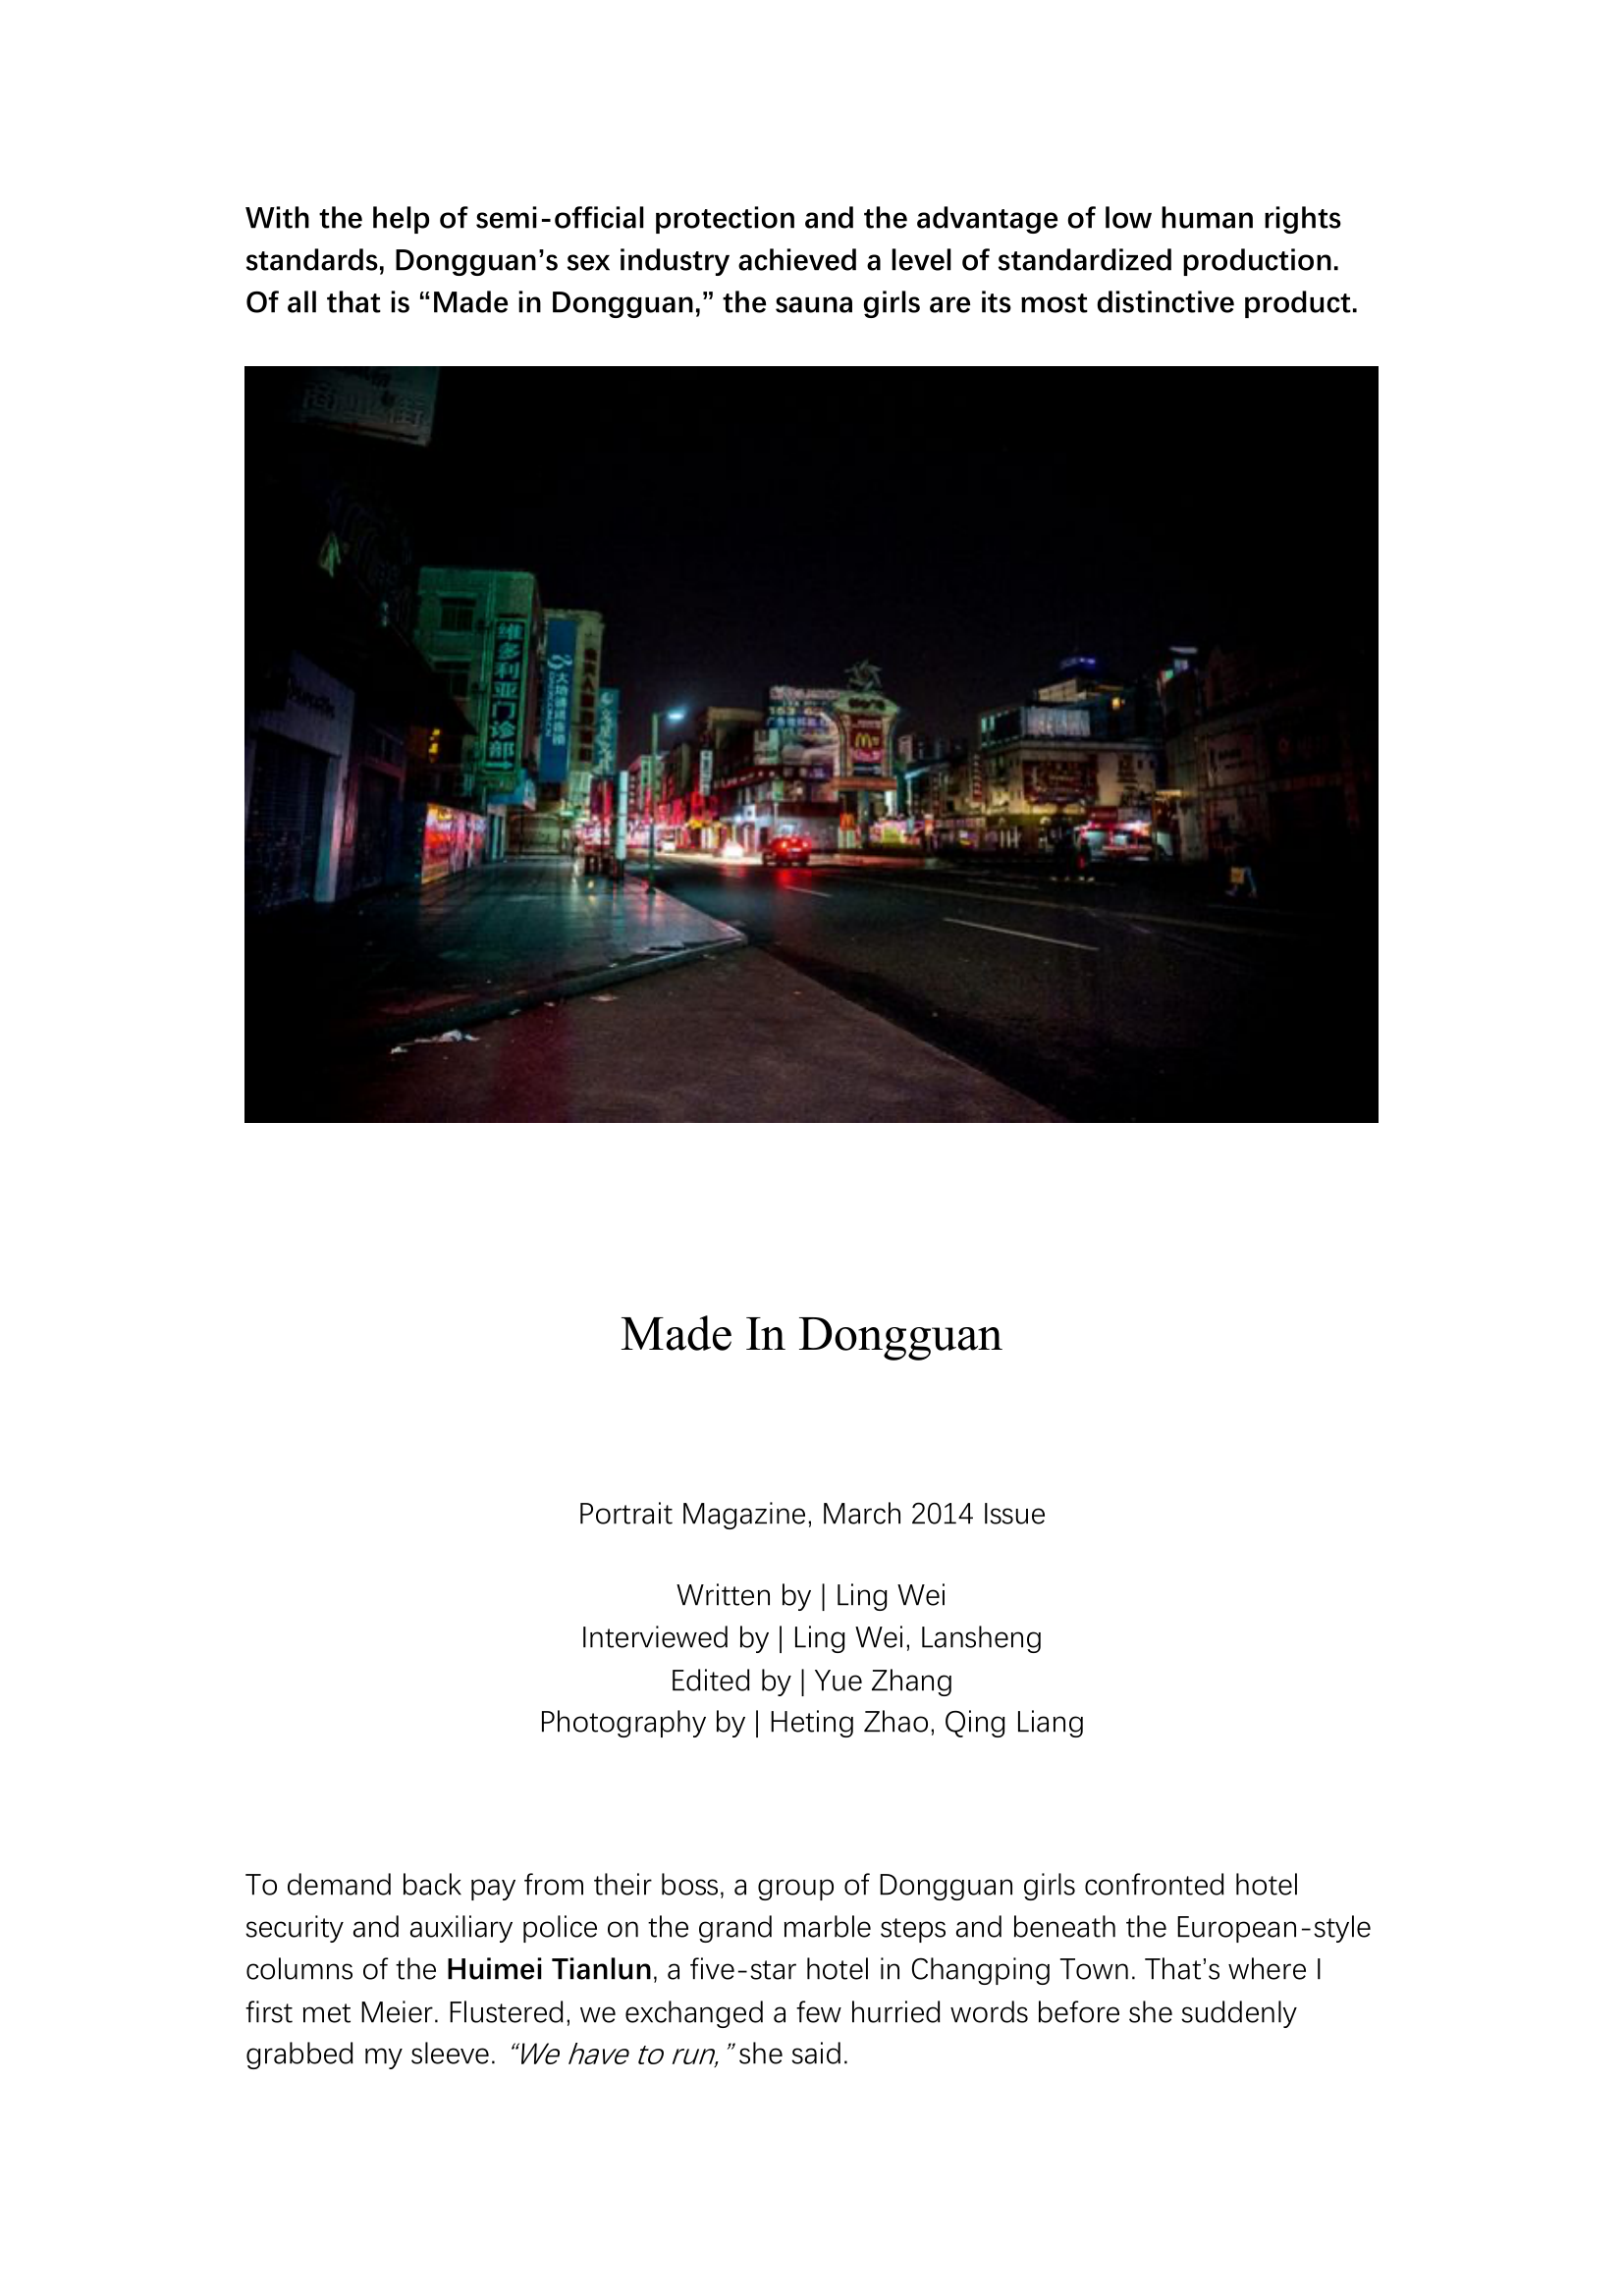 With the help of semi-official protection and the advantage of low human rights
standards, Dongguan’s sex industry achieved a level of standardized production.
Of all that is “Made in Dongguan,” the sauna girls are its most distinctive product.
维多利亚门诊部
Made In Dongguan
Portrait Magazine, March 2014 Issue
Written by | Ling Wei
Interviewed by | Ling Wei, Lansheng
Edited by | Yue Zhang
Photography by | Heting Zhao, Qing Liang
To demand back pay from their boss, a group of Dongguan girls confronted hotel
security and auxiliary police on the grand marble steps and beneath the European-style
columns of the Huimei Tianlun, a five-star hotel in Changping Town. That’s where I
first met Meier. Flustered, we exchanged a few hurried words before she suddenly
grabbed my sleeve. “We have to run,” she said.